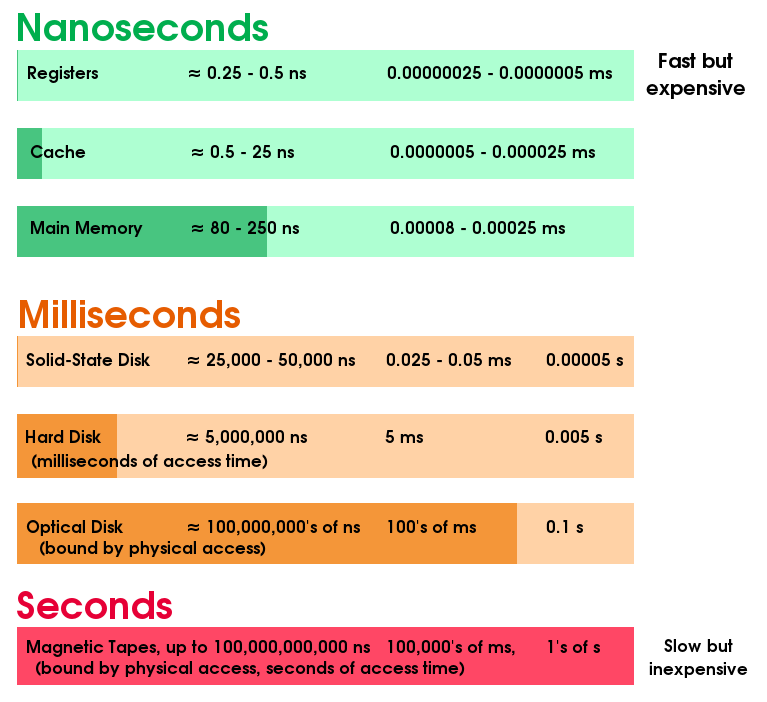 Nanoseconds
Registers ≈ 0.25 - 0.5 ns 0.00000025 - 0.0000005 ms
Fast but
expensive
Cache ≈ 0.5 - 25 ns 0.0000005 - 0.000025 ms
Main Memory ≈ 80 - 250 ns 0.00008 - 0.00025 ms
Milliseconds
Solid-State Disk ≈ 25,000 - 50,000 ns 0.025 - 0.05 ms 0.00005 s
Hard Disk ≈ 5,000,000 ns 5 ms 0.005 s
(milliseconds of access time)
Optical Disk ≈ 100,000,000's of ns 100's of ms 0.1 s
(bound by physical access)
Seconds
Magnetic Tapes, up to 100,000,000,000 ns 100,000's of ms, 1's of s
(bound by physical access, seconds of access time)
Slow but
inexpensive